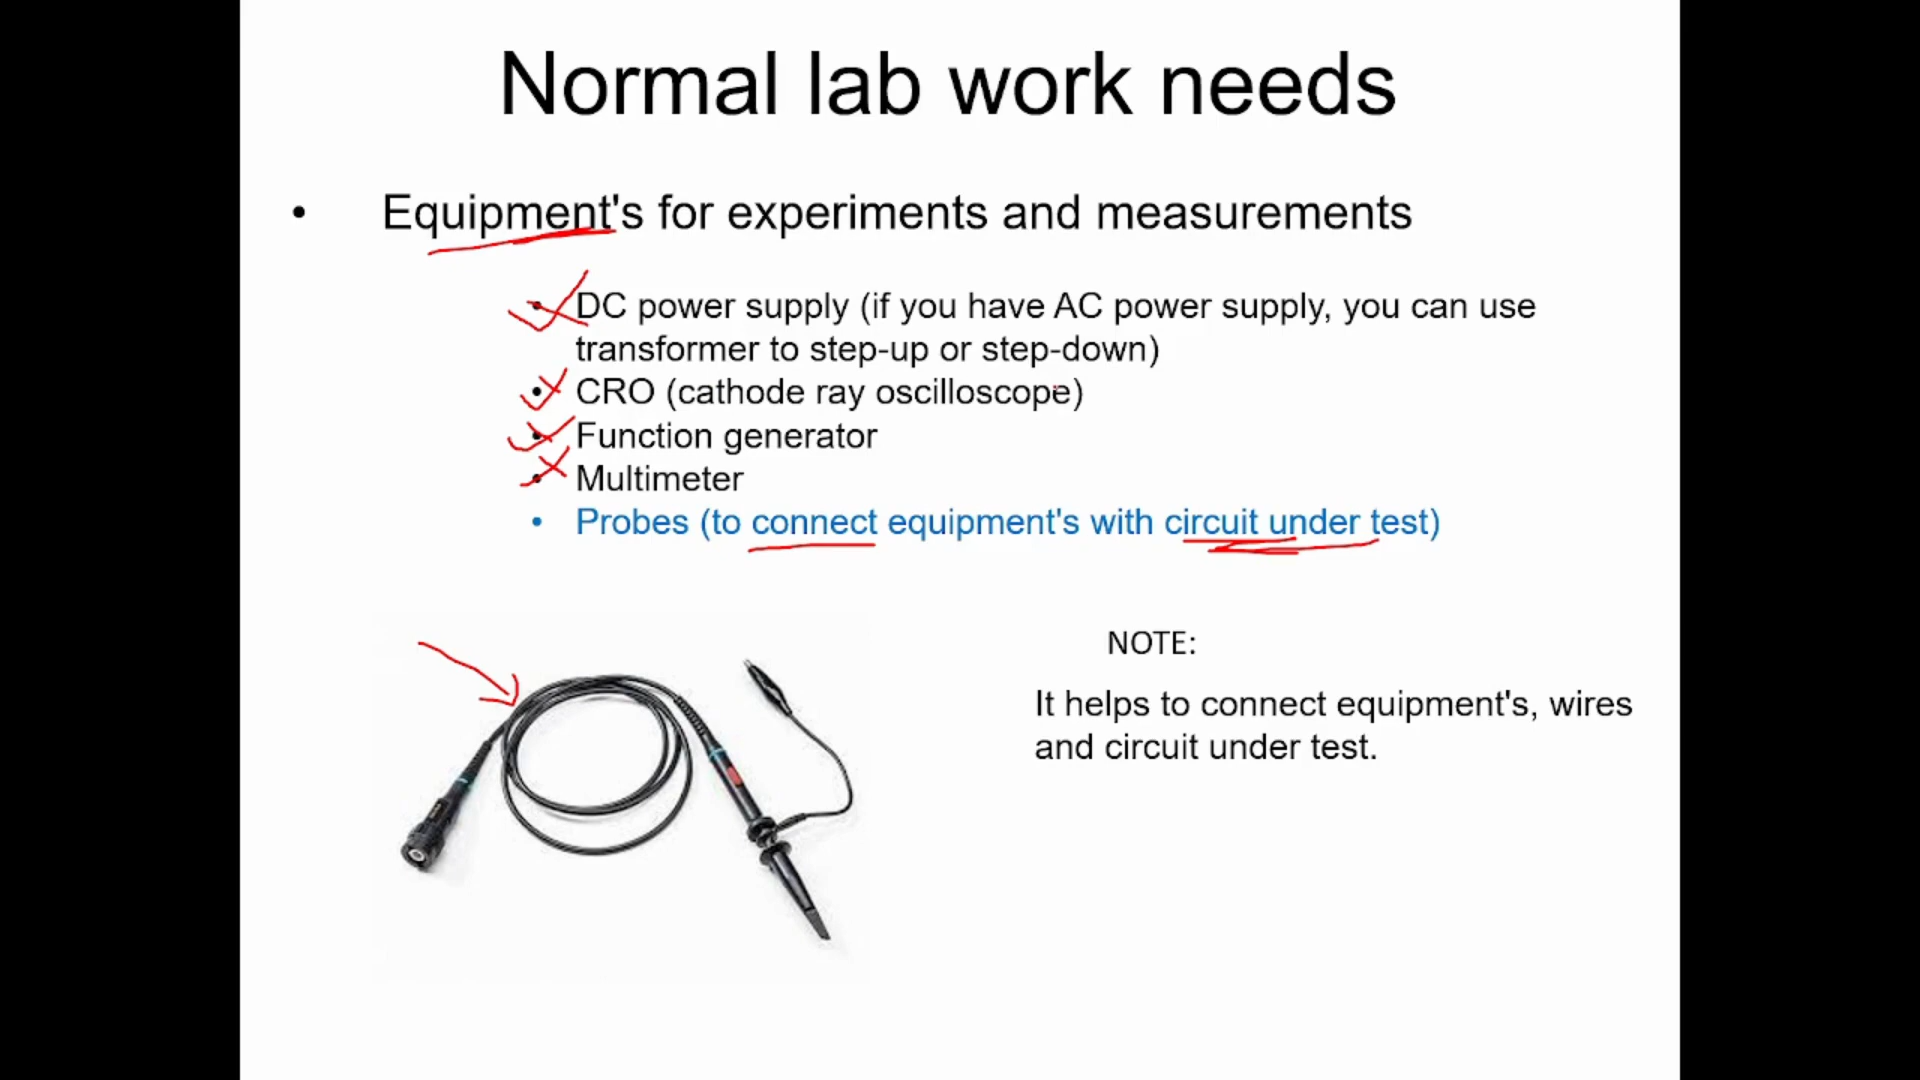 Normal lab work needs
• Equipment's for experiments and measurements
• DC power supply (if you have AC power supply, you can use
transformer to step-up or step-down)
• CRO (cathode ray oscilloscope)
• Function generator
• Multimeter
• Probes (to connect equipment's with circuit under test)
NOTE:
It helps to connect equipment's, wires
and circuit under test.